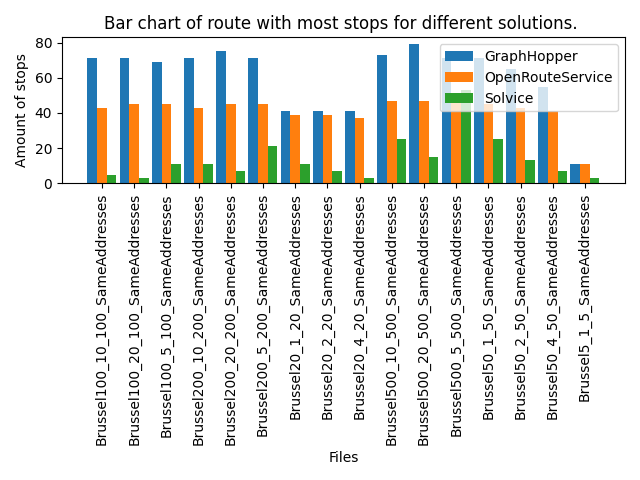 Bar chart of route with most stops for different solutions.
80
60
40
20
0
Amount of stops
GraphHopper
OpenRouteService
Solvice
Brussel100_10_100_SameAddresses
Brussel100_20_100_SameAddresses
Brussel100_5_100_SameAddresses
Brussel200_10_200_SameAddresses
Brussel200_20_200_SameAddresses
Brussel200_5_200_SameAddresses
Brussel20_1_20_SameAddresses
Brussel20_2_20_SameAddresses
Brussel20_4_20_SameAddresses
Brussel500_10_500_SameAddresses
Brussel500_20_500_SameAddresses
Brussel500_5_500_SameAddresses
Brussel50_1_50_SameAddresses
Brussel50_2_50_SameAddresses
Brussel50_4_50_SameAddresses
Brussel5_1_5_SameAddresses
Files